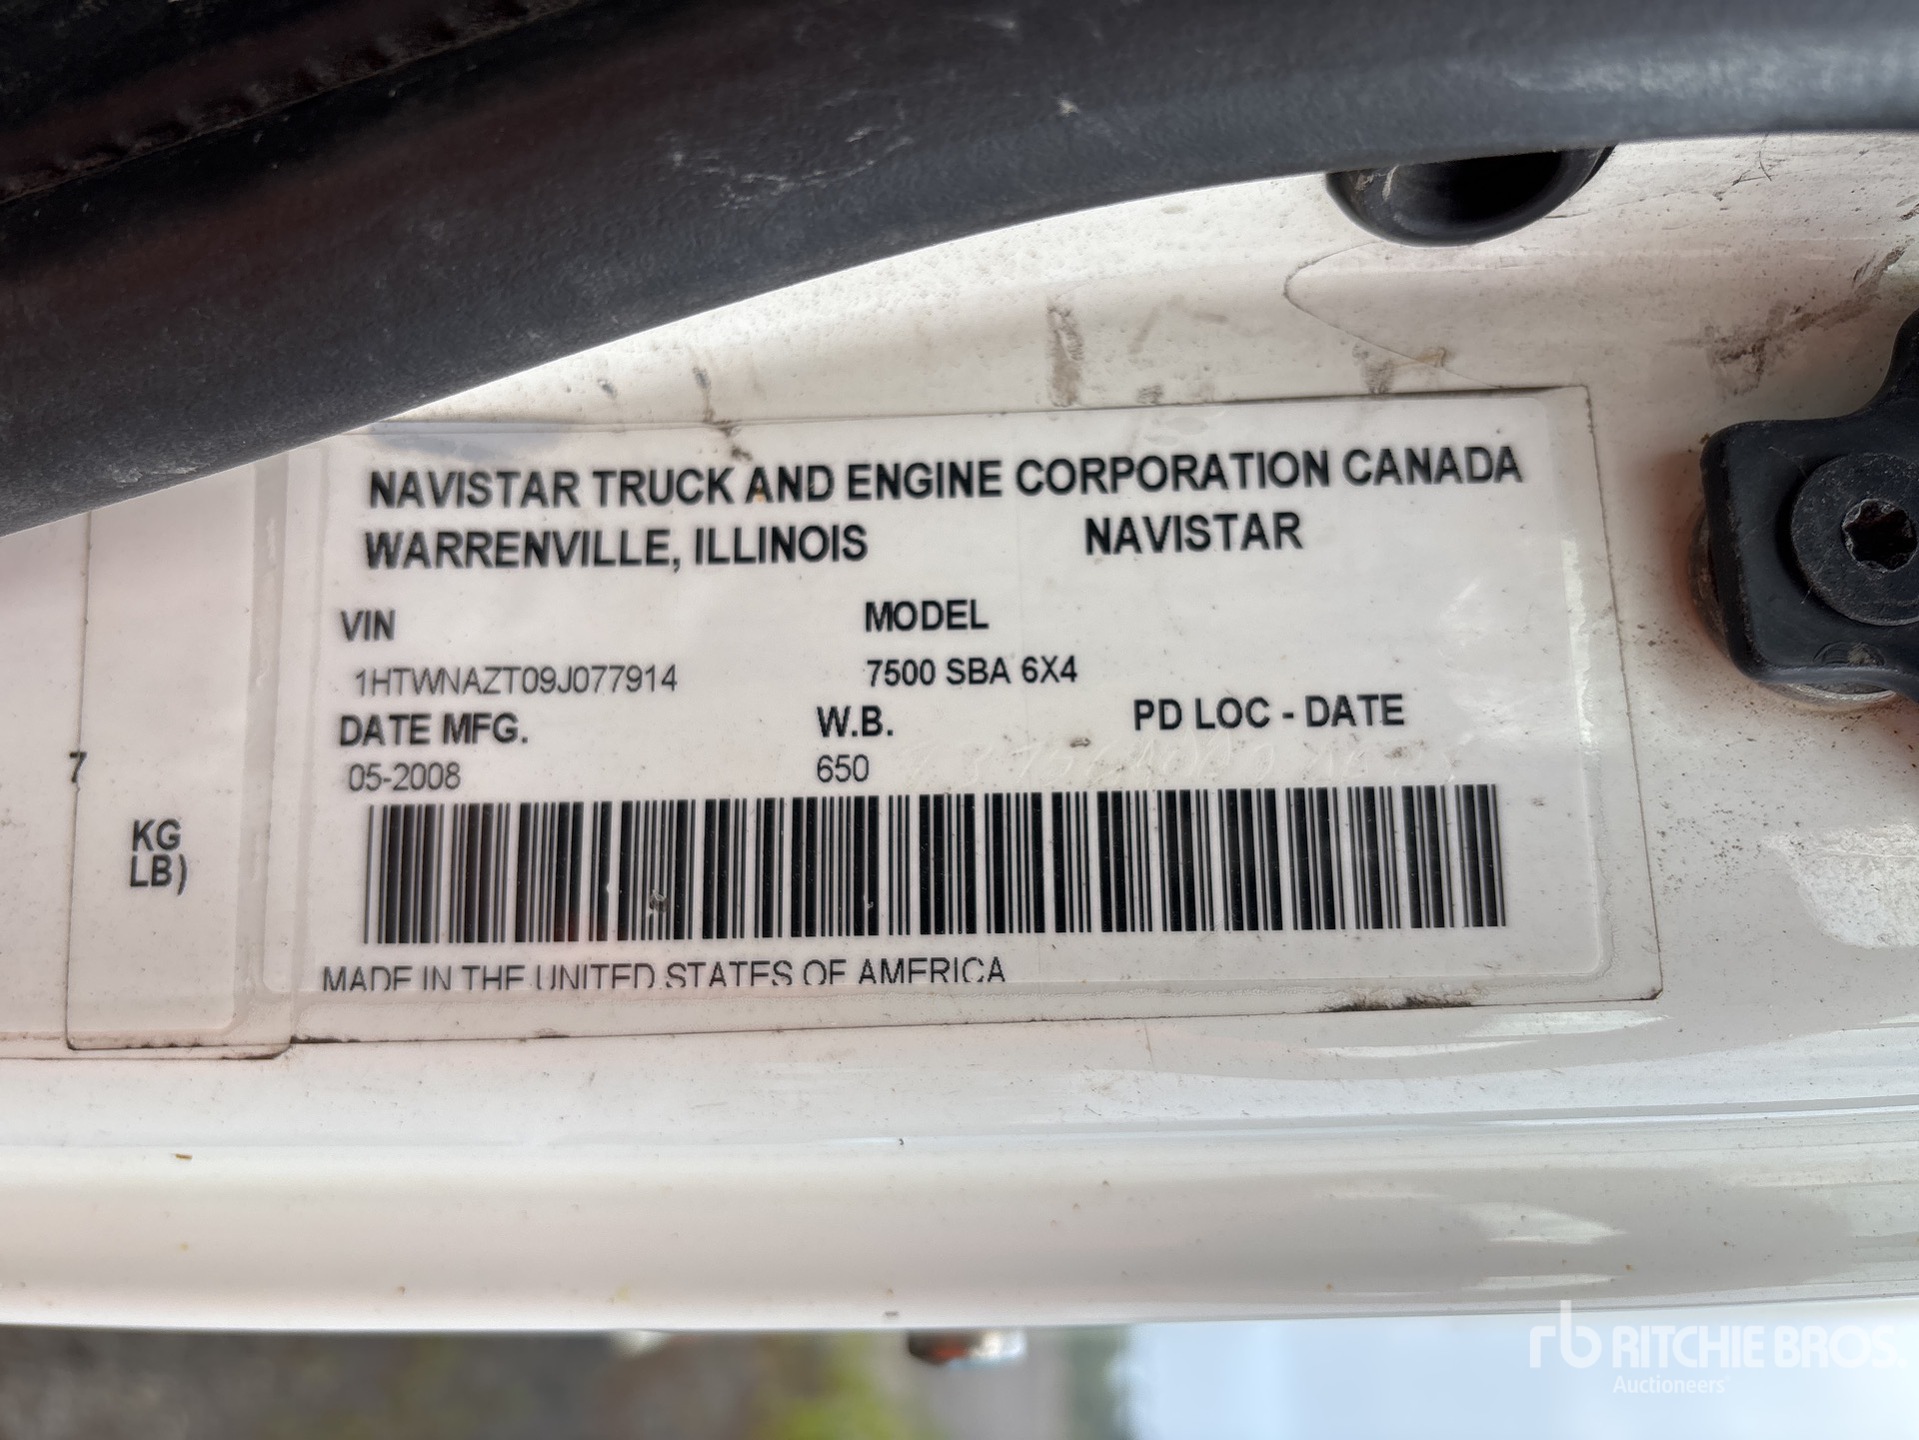 NAVISTAR TRUCK AND ENGINE CORPORATION CANADA
WARRENVILLE, ILLINOIS NAVISTAR
VIN MODEL
1HTWNAZT09J077914 7500 SBA 6X4
DATE MFG. W.B. PD LOC - DATE
05-2008 650
7
KG
LB)
MADE IN THE UNITED STATES OF AMERICA
rb RITCHIE BROS.
Auctioneers